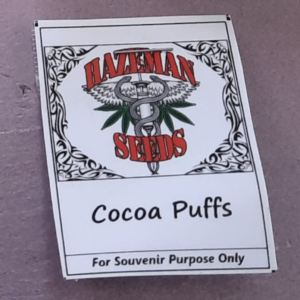 HAZEMAN
SEEDS
Cocoa Puffs
For Souvenir Purpose Only